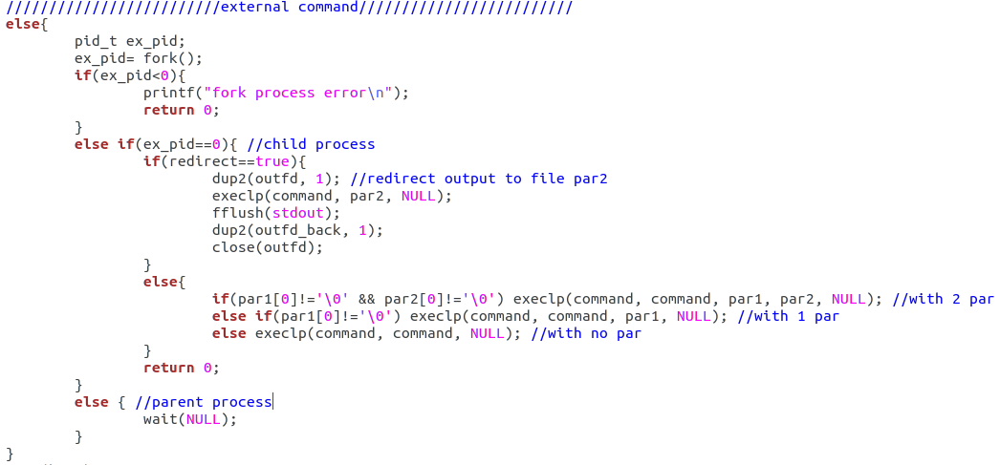 /////////////////////////external command/////////////////////////
else{
        pid_t ex_pid;
        ex_pid= fork();
        if(ex_pid<0){
                printf("fork process error\n");
                return 0;
        }
        else if(ex_pid==0){ //child process
                if(redirect==true){
                        dup2(outfd, 1); //redirect output to file par2
                        execlp(command, par2, NULL);
                        fflush(stdout);
                        dup2(outfd_back, 1);
                        close(outfd);
                }
                else{
                        if(par1[0]!='\0' && par2[0]!='\0') execlp(command, command, par1, par2, NULL); //with 2 par
                        else if(par1[0]!='\0') execlp(command, command, par1, NULL); //with 1 par
                        else execlp(command, command, NULL); //with no par
                }
                return 0;
        }
        else { //parent process
                wait(NULL);
        }
}